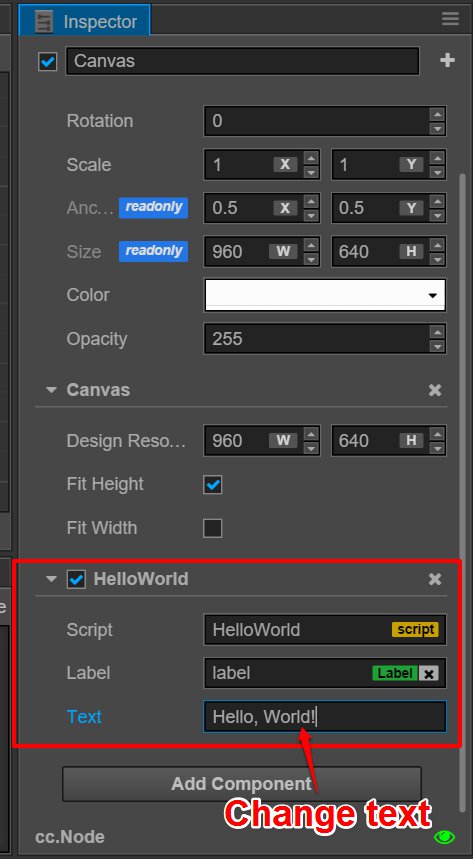 Inspector
Canvas
Rotation 0
Scale 1 X 1 Y
Anc... readonly 0.5 X 0.5 Y
Size readonly 960 W 640 H
Color
Opacity 255
Canvas
Design Reso... 960 W 640 H
Fit Height
Fit Width
HelloWorld
e
Script HelloWorld script
Label label Label
Text Hello, World!
Add Component
Change text
cc.Node